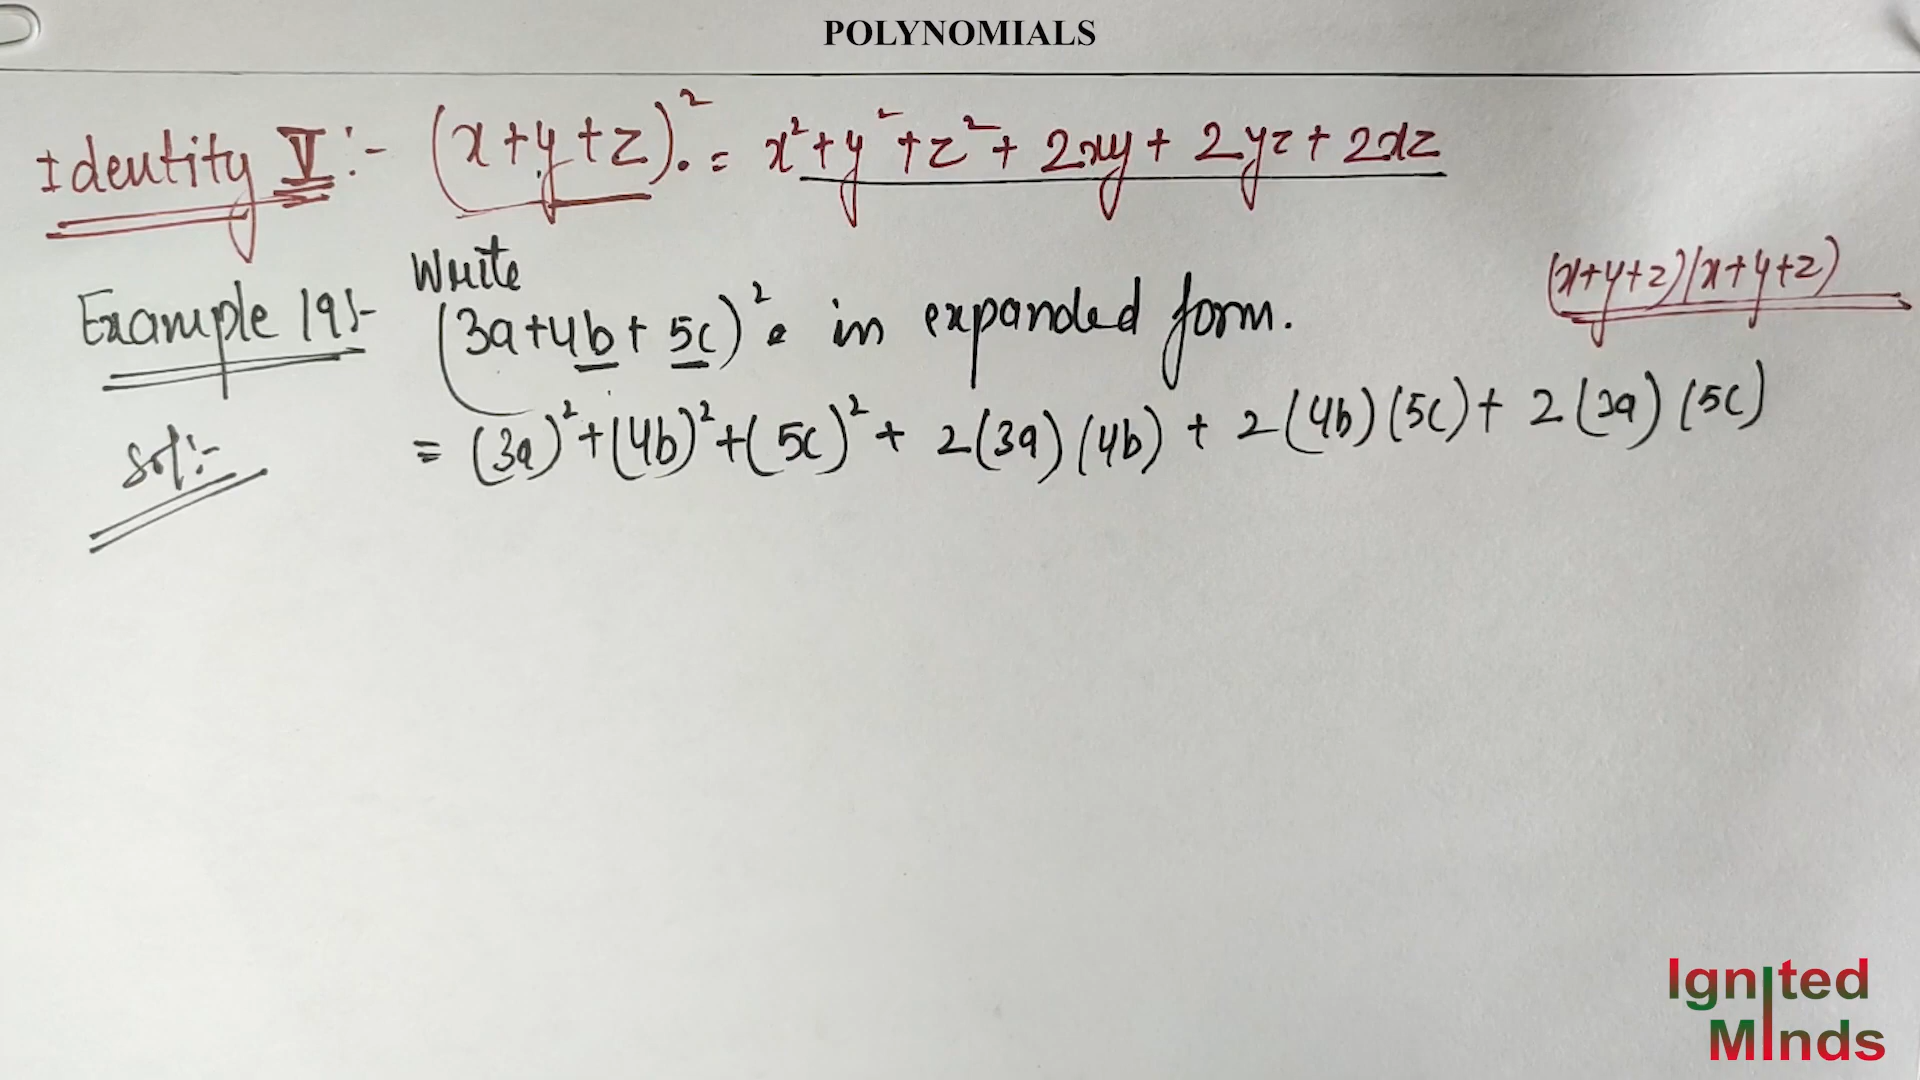 POLYNOMIALS
Identity V:- (x+y+z)² = x²+y²+z²+ 2xy+ 2yz+ 2xz
(x+y+z)(x+y+z)
Write
Example 19:- (3a+4b+ 5c)² in expanded form.
Sol:- = (3a)²+(4b)²+(5c)²+ 2(3a)(4b) + 2(4b)(5c)+ 2(3a)(5c)
Ignited
Minds